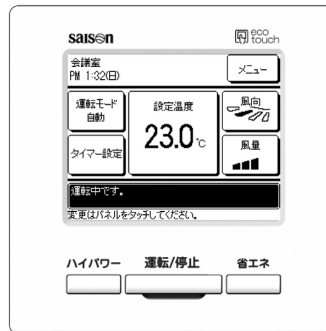 saison
eco
touch
会議室
PM 1:32(日)
メニュー
運転モード
自動
設定温度
風向
タイマー設定
23.0℃
風量
運転中です。
変更はパネルをタッチしてください。
ハイパワー
運転/停止
省エネ